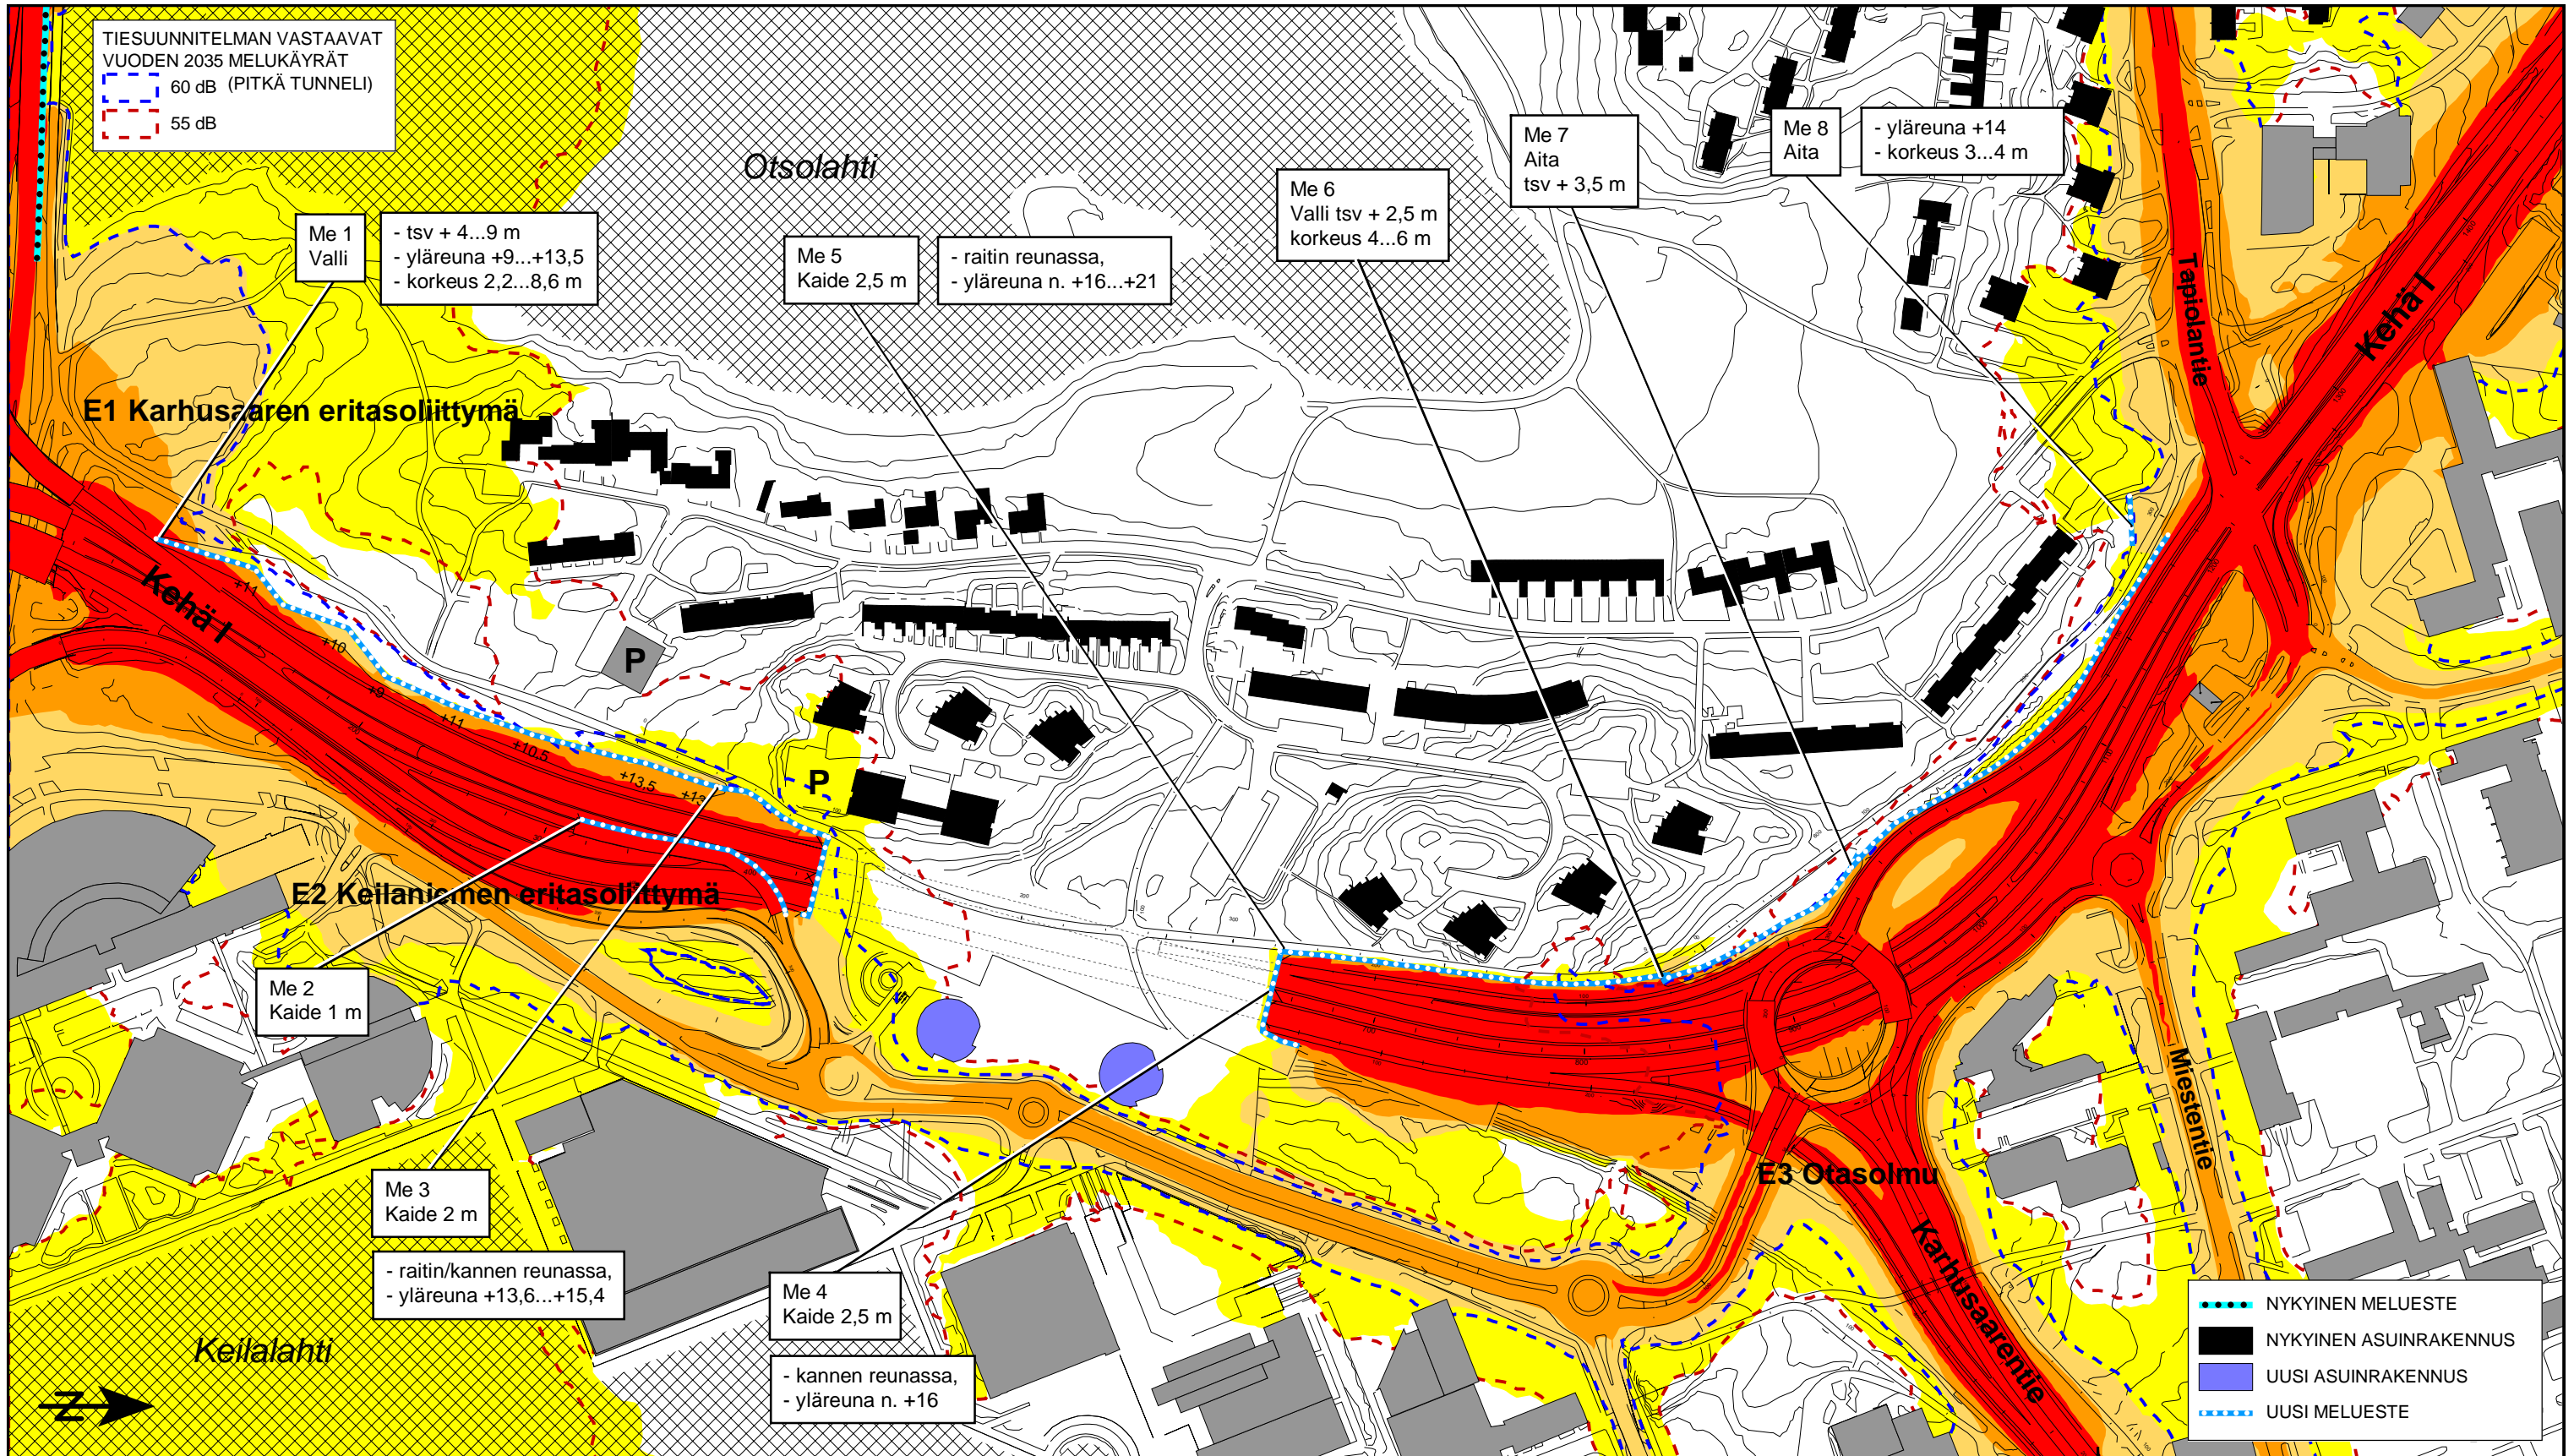 TIESUUNNITELMAN VASTAAVAT
VUODEN 2035 MELUKÄYRÄT
60 dB (PITKÄ TUNNELI)
55 dB
Otsolahti
Me 1
Valli
- tsv + 4...9 m
- yläreuna +9...+13,5
- korkeus 2,2...8,6 m
Me 5
Kaide 2,5 m
- raitin reunassa,
- yläreuna n. +16...+21
Me 6
Valli tsv + 2,5 m
korkeus 4...6 m
Me 7
Aita
tsv + 3,5 m
Me 8
Aita
- yläreuna +14
- korkeus 3...4 m
Tapiolantie
Kehä I
E1 Karhusaaren eritasoliittymä
Kehä I
+11
+10
+9
+11
+10,5
+13,5
+13
P
P
E2 Keilaniemen eritasoliittymä
Me 2
Kaide 1 m
Me 3
Kaide 2 m
- raitin/kannen reunassa,
- yläreuna +13,6...+15,4
Me 4
Kaide 2,5 m
- kannen reunassa,
- yläreuna n. +16
E3 Otasolmu
Karhusaarentie
Miestentie
Keilalahti
N
NYKYINEN MELUESTE
NYKYINEN ASUINRAKENNUS
UUSI ASUINRAKENNUS
UUSI MELUESTE